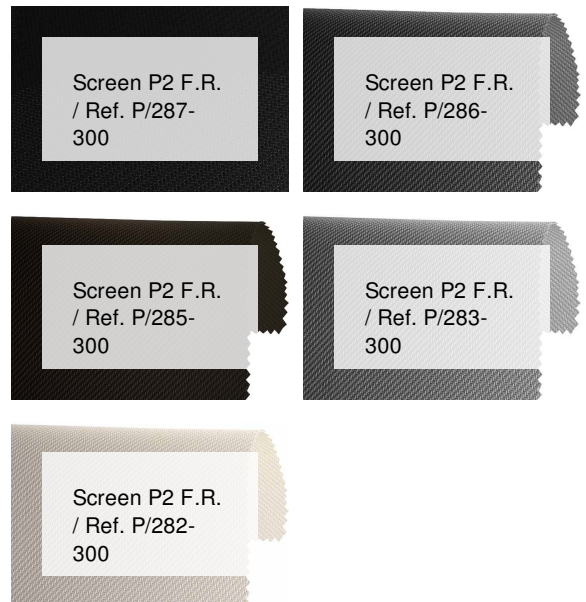 Screen P2 F.R.
/ Ref. P/287-
300
Screen P2 F.R.
/ Ref. P/286-
300
Screen P2 F.R.
/ Ref. P/285-
300
Screen P2 F.R.
/ Ref. P/283-
300
Screen P2 F.R.
/ Ref. P/282-
300